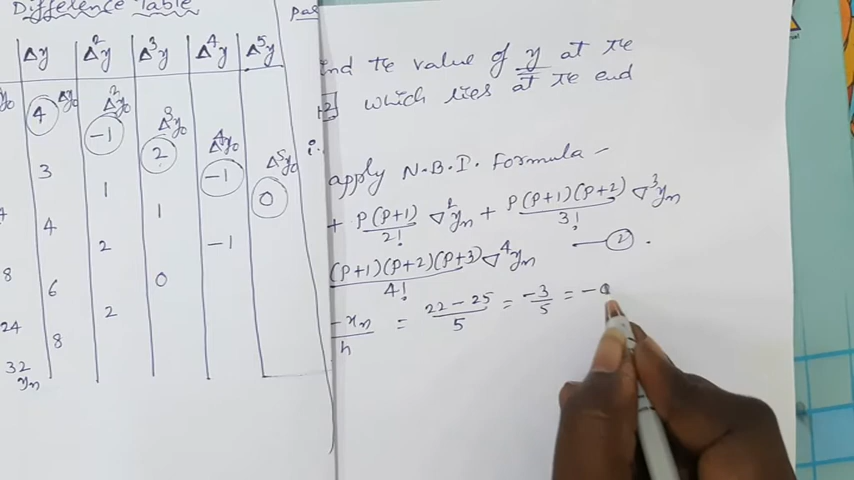 Difference Table
Δy Δ²y Δ³y Δ⁴y Δ⁵y
y₀
4 Δy₀
Δ²y₀
-1
Δ³y₀
2
Δ⁴y₀
-1
Δ⁵y₀
0
3
1
1
4
4
2
-1
8
6
0
24
2
8
32
yₙ
ind the value of y at the
+2] which lies at the end
i.
apply N.B.I. Formula -
+ P(P+1)/2! ∇²yₙ + P(P+1)(P+2)/3! ∇³yₙ
(P+1)(P+2)(P+3)/4! ∇⁴yₙ — ② .
-xₙ/h = 22-25/5 = -3/5 = -0